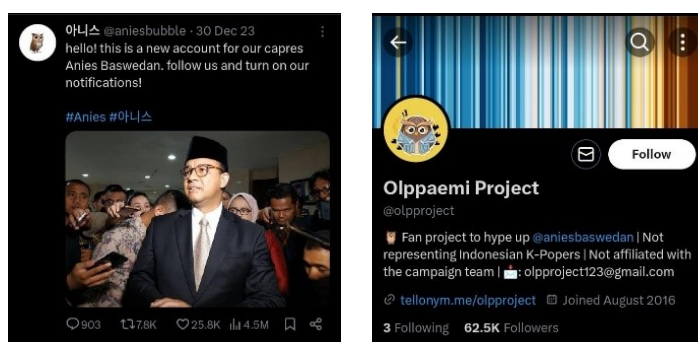 아니스 @aniesbubble · 30 Dec 23
hello! this is a new account for our capres
Anies Baswedan. follow us and turn on our
notifications!
#Anies #아니스
903 7.8K 25.8K 4.5M
Follow
Olppaemi Project
@olpproject
Fan project to hype up @aniesbaswedan | Not
representing Indonesian K-Popers | Not affiliated with
the campaign team | : olpproject123@gmail.com
tellonym.me/olpproject Joined August 2016
3 Following 62.5K Followers